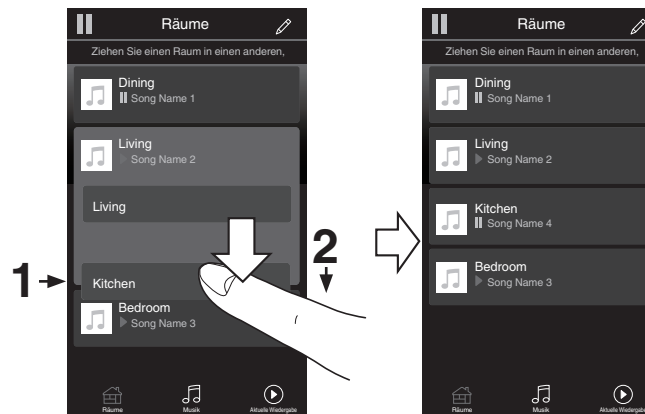 Räume
Ziehen Sie einen Raum in einen anderen,
Dining
Song Name 1
Living
Song Name 2
Living
Kitchen
Bedroom
Song Name 3
Räume
Musik
Aktuelle Wiedergabe
1
2
Räume
Ziehen Sie einen Raum in einen anderen,
Dining
Song Name 1
Living
Song Name 2
Kitchen
Song Name 4
Bedroom
Song Name 3
Räume
Musik
Aktuelle Wiedergabe